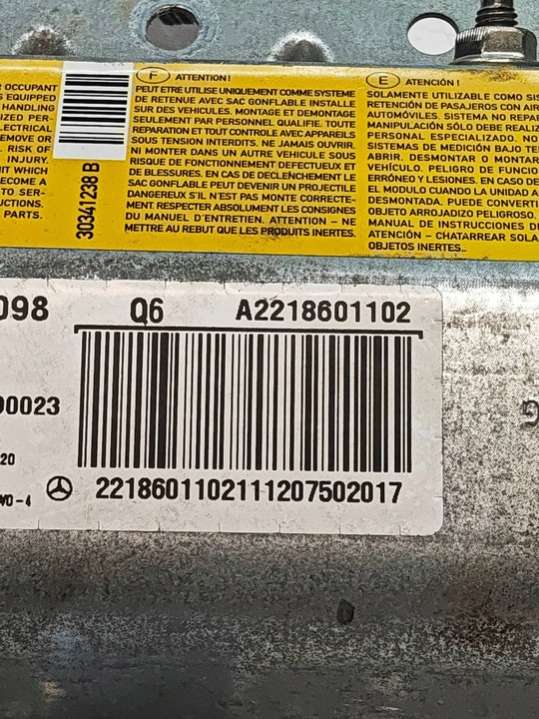 R OCCUPANT
S EQUIPPED
HANDLING
IZED PER-
LECTRICAL
REMOVE OR
RISK OF
INJURY.
IT WHICH
ECOME A
TO SER-
UCTIONS.
PARTS.
30341238 B
F ATTENTION!
PEUT ETRE UTILISE UNIQUEMENT COMME SYSTEME
DE RETENUE AVEC SAC GONFLABLE INSTALLE
SUR DES VEHICULES. MONTAGE ET DEMONTAGE
SEULEMENT PAR PERSONNEL QUALIFIE. TOUTE
REPARATION ET TOUT CONTROLE AVEC APPAREILS
SOUS TENSION INTERDITS. NE JAMAIS OUVRIR.
NI MONTER DANS UN AUTRE VEHICULE SOUS
RISQUE DE FONCTIONNEMENT DEFECTUEUX ET
DE BLESSURES. EN CAS DE DECLENCHEMENT LE
SAC GONFLABLE PEUT DEVENIR UN PROJECTILE
DANGEREUX S'IL N'EST PAS MONTE CORRECTE-
MENT. RESPECTER ABSOLUMENT LES CONSIGNES
DU MANUEL D'ENTRETIEN. ATTENTION – NE
METTRE AU REBUT QUE LES PRODUITS INERTES.
E ATENCIÓN!
SOLAMENTE UTILIZABLE COMO SIS
RETENCIÓN DE PASAJEROS CON AIR
AUTOMÓVILES. SISTEMA NO REPAR
MANIPULACIÓN SÓLO DEBE REALIZ
PERSONAL ESPECIALIZADO. NO
SISTEMAS DE MEDICIÓN BAJO TE
ABRIR. DESMONTAR O MONTAR
VEHÍCULO. PELIGRO DE FUNCIO
ERRÓNEO Y LESIONES. EN CASO DE
EL MODULO CUANDO LA UNIDAD A
DESMONTADA. PUEDE CONVERTI
OBJETO ARROJADIZO PELIGROSO.
MANUAL DE INSTRUCCIONES D
ATENCIÓN – CHATARREAR SOLA
OBJETOS INERTES..
098 Q6 A2218601102
00023
20
WO-4 2218601102111207502017